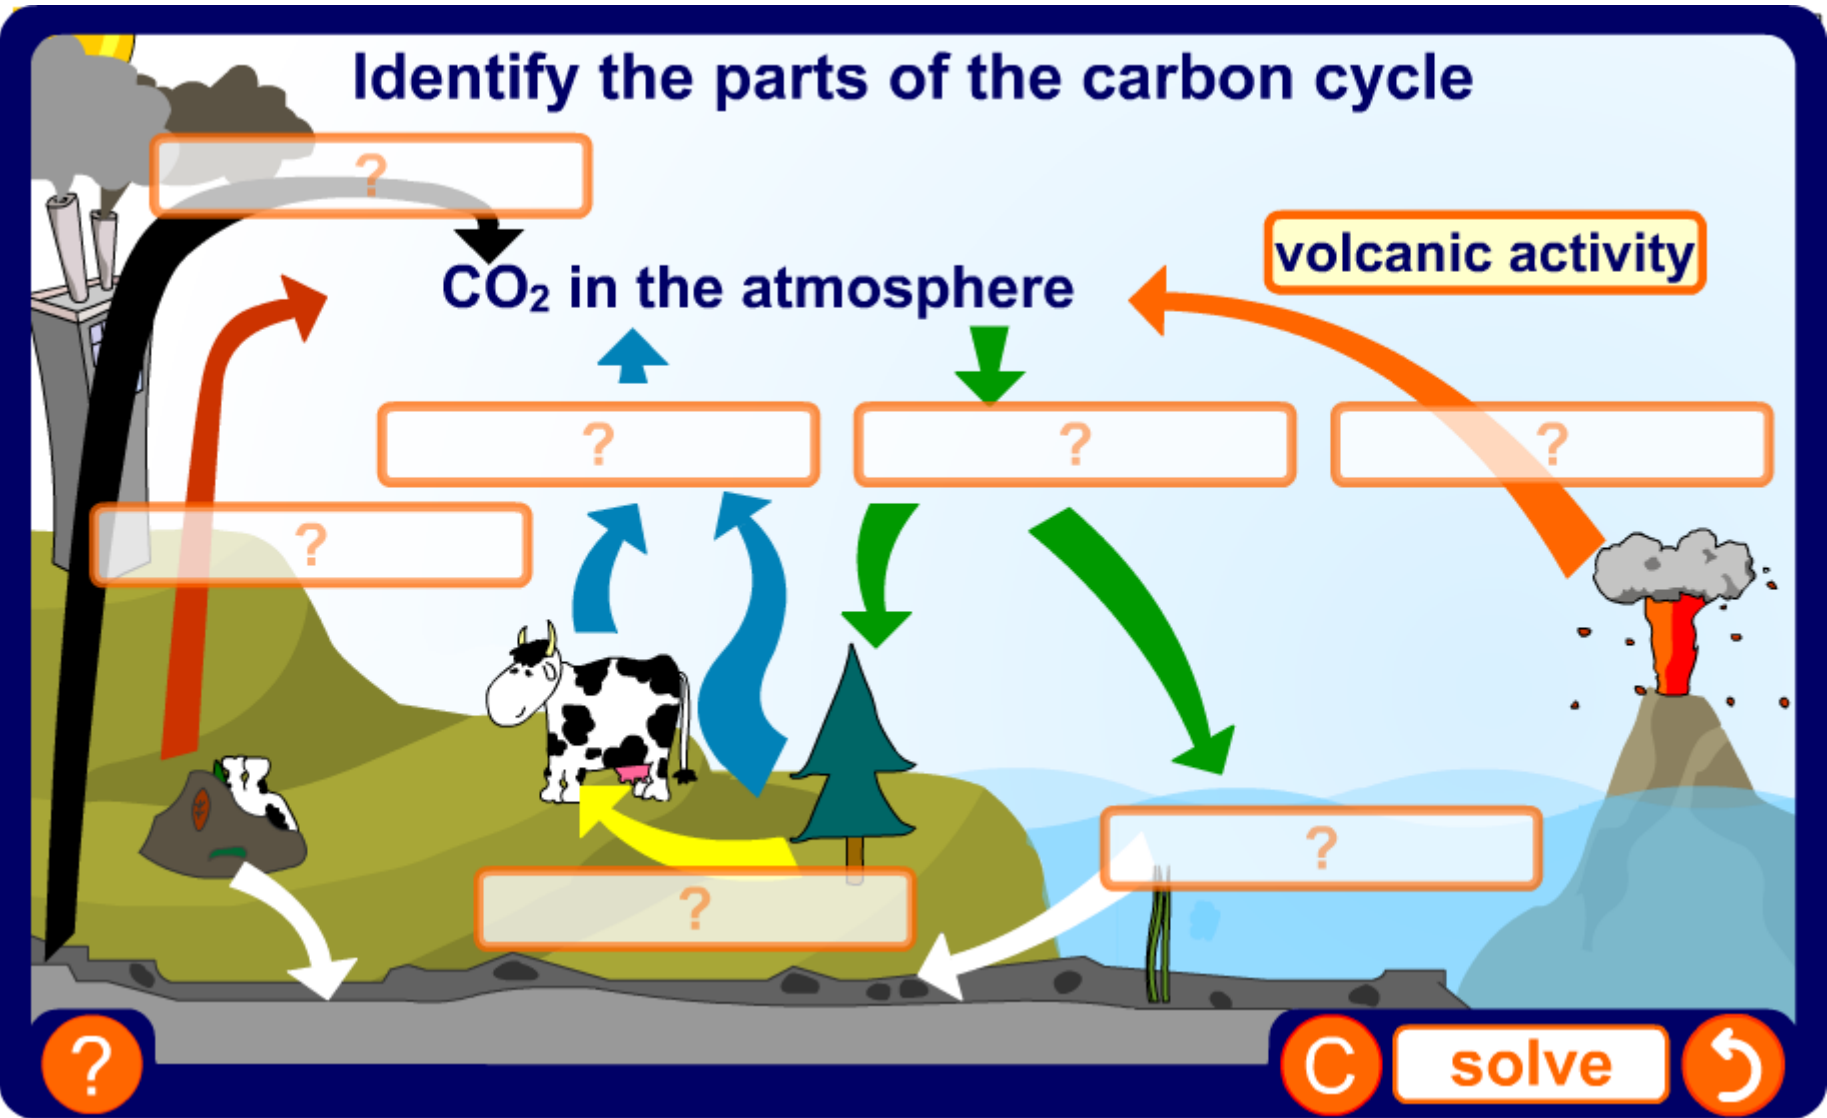 Identify the parts of the carbon cycle
?
volcanic activity
CO₂ in the atmosphere
?
?
?
?
?
?
?
C
solve